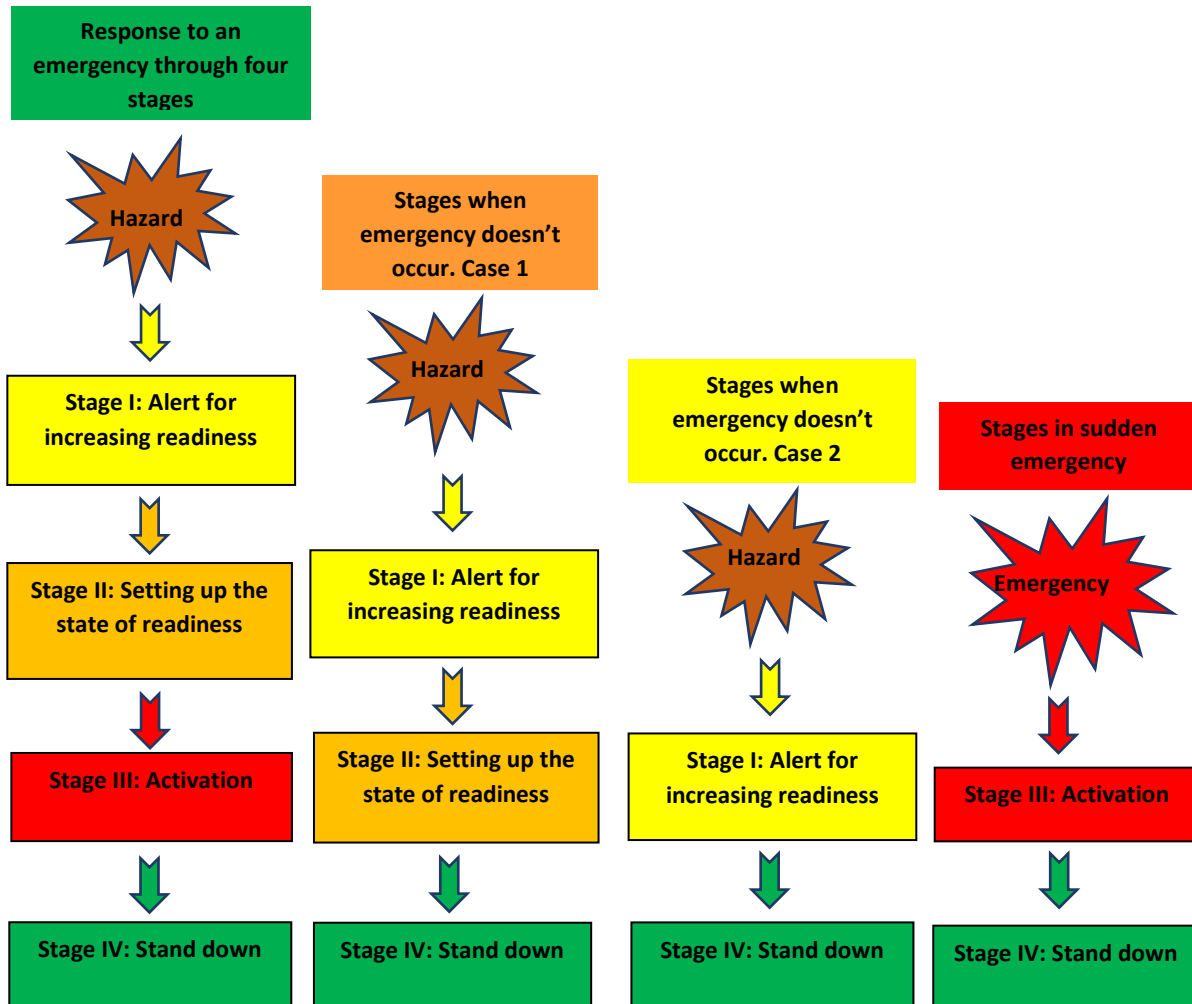 Response to an
emergency through four
stages
Hazard
Stage I: Alert for
increasing readiness
Stage II: Setting up the
state of readiness
Stage III: Activation
Stage IV: Stand down
Stages when
emergency doesn’t
occur. Case 1
Hazard
Stage I: Alert for
increasing readiness
Stage II: Setting up the
state of readiness
Stage IV: Stand down
Stages when
emergency doesn’t
occur. Case 2
Hazard
Stage I: Alert for
increasing readiness
Stage IV: Stand down
Stages in sudden
emergency
Emergency
Stage III: Activation
Stage IV: Stand down